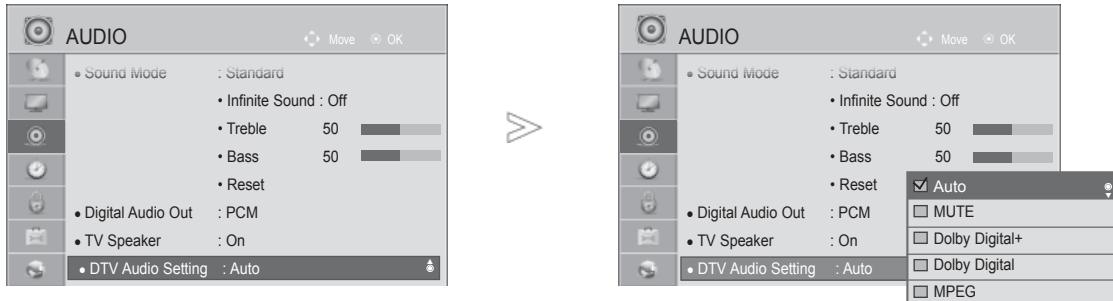 AUDIO
Move OK
• Sound Mode : Standard
• Infinite Sound : Off
• Treble 50
• Bass 50
• Reset
• Digital Audio Out : PCM
• TV Speaker : On
• DTV Audio Setting : Auto
AUDIO
Move OK
• Sound Mode : Standard
• Infinite Sound : Off
• Treble 50
• Bass 50
• Reset
• Digital Audio Out : PCM
• TV Speaker : On
• DTV Audio Setting : Auto
Auto
MUTE
Dolby Digital+
Dolby Digital
MPEG